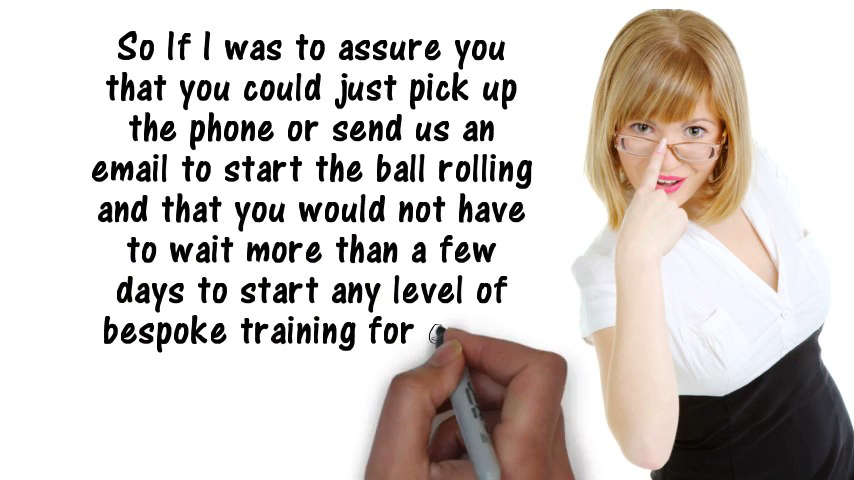 So If I was to assure you
that you could just pick up
the phone or send us an
email to start the ball rolling
and that you would not have
to wait more than a few
days to start any level of
bespoke training for